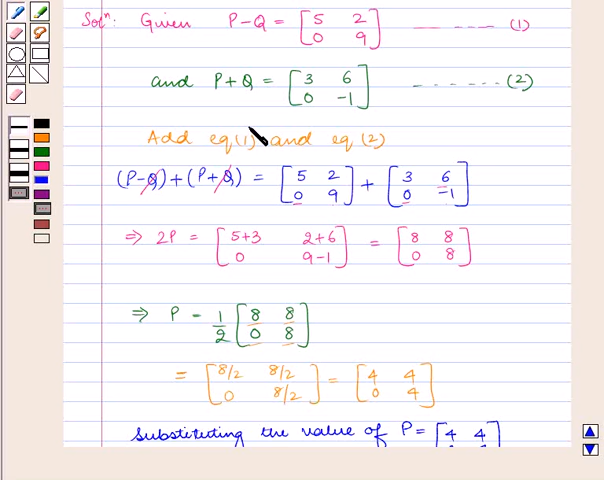 Solⁿ: Given P-Q = [5 2 -------- (1)
0 9]
and P+Q = [3 6 -------- (2)
0 -1]
Add eq(1) and eq(2)
(P-Q)+(P+Q) = [5 2 + [3 6
0 9] 0 -1]
⇒ 2P = [5+3 2+6 = [8 8
0 9-1] 0 8]
⇒ P = 1/2 [8 8
0 8]
= [8/2 8/2 = [4 4
0 8/2] 0 4]
Substituting the value of P = [4 4